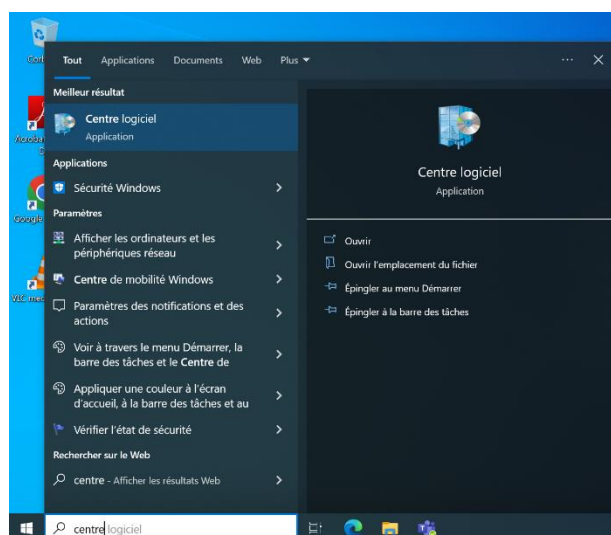 Tout Applications Documents Web Plus
Meilleur résultat
Centre logiciel
Application
Applications
Sécurité Windows
Paramètres
Afficher les ordinateurs et les
périphériques réseau
Centre de mobilité Windows
Paramètres des notifications et des
actions
Voir à travers le menu Démarrer, la
barre des tâches et le Centre de
Appliquer une couleur à l'écran
d'accueil, à la barre des tâches et au
Vérifier l'état de sécurité
Rechercher sur le Web
centre - Afficher les résultats Web
centre logiciel
Centre logiciel
Application
Ouvrir
Ouvrir l'emplacement du fichier
Épingler au menu Démarrer
Épingler à la barre des tâches
Google